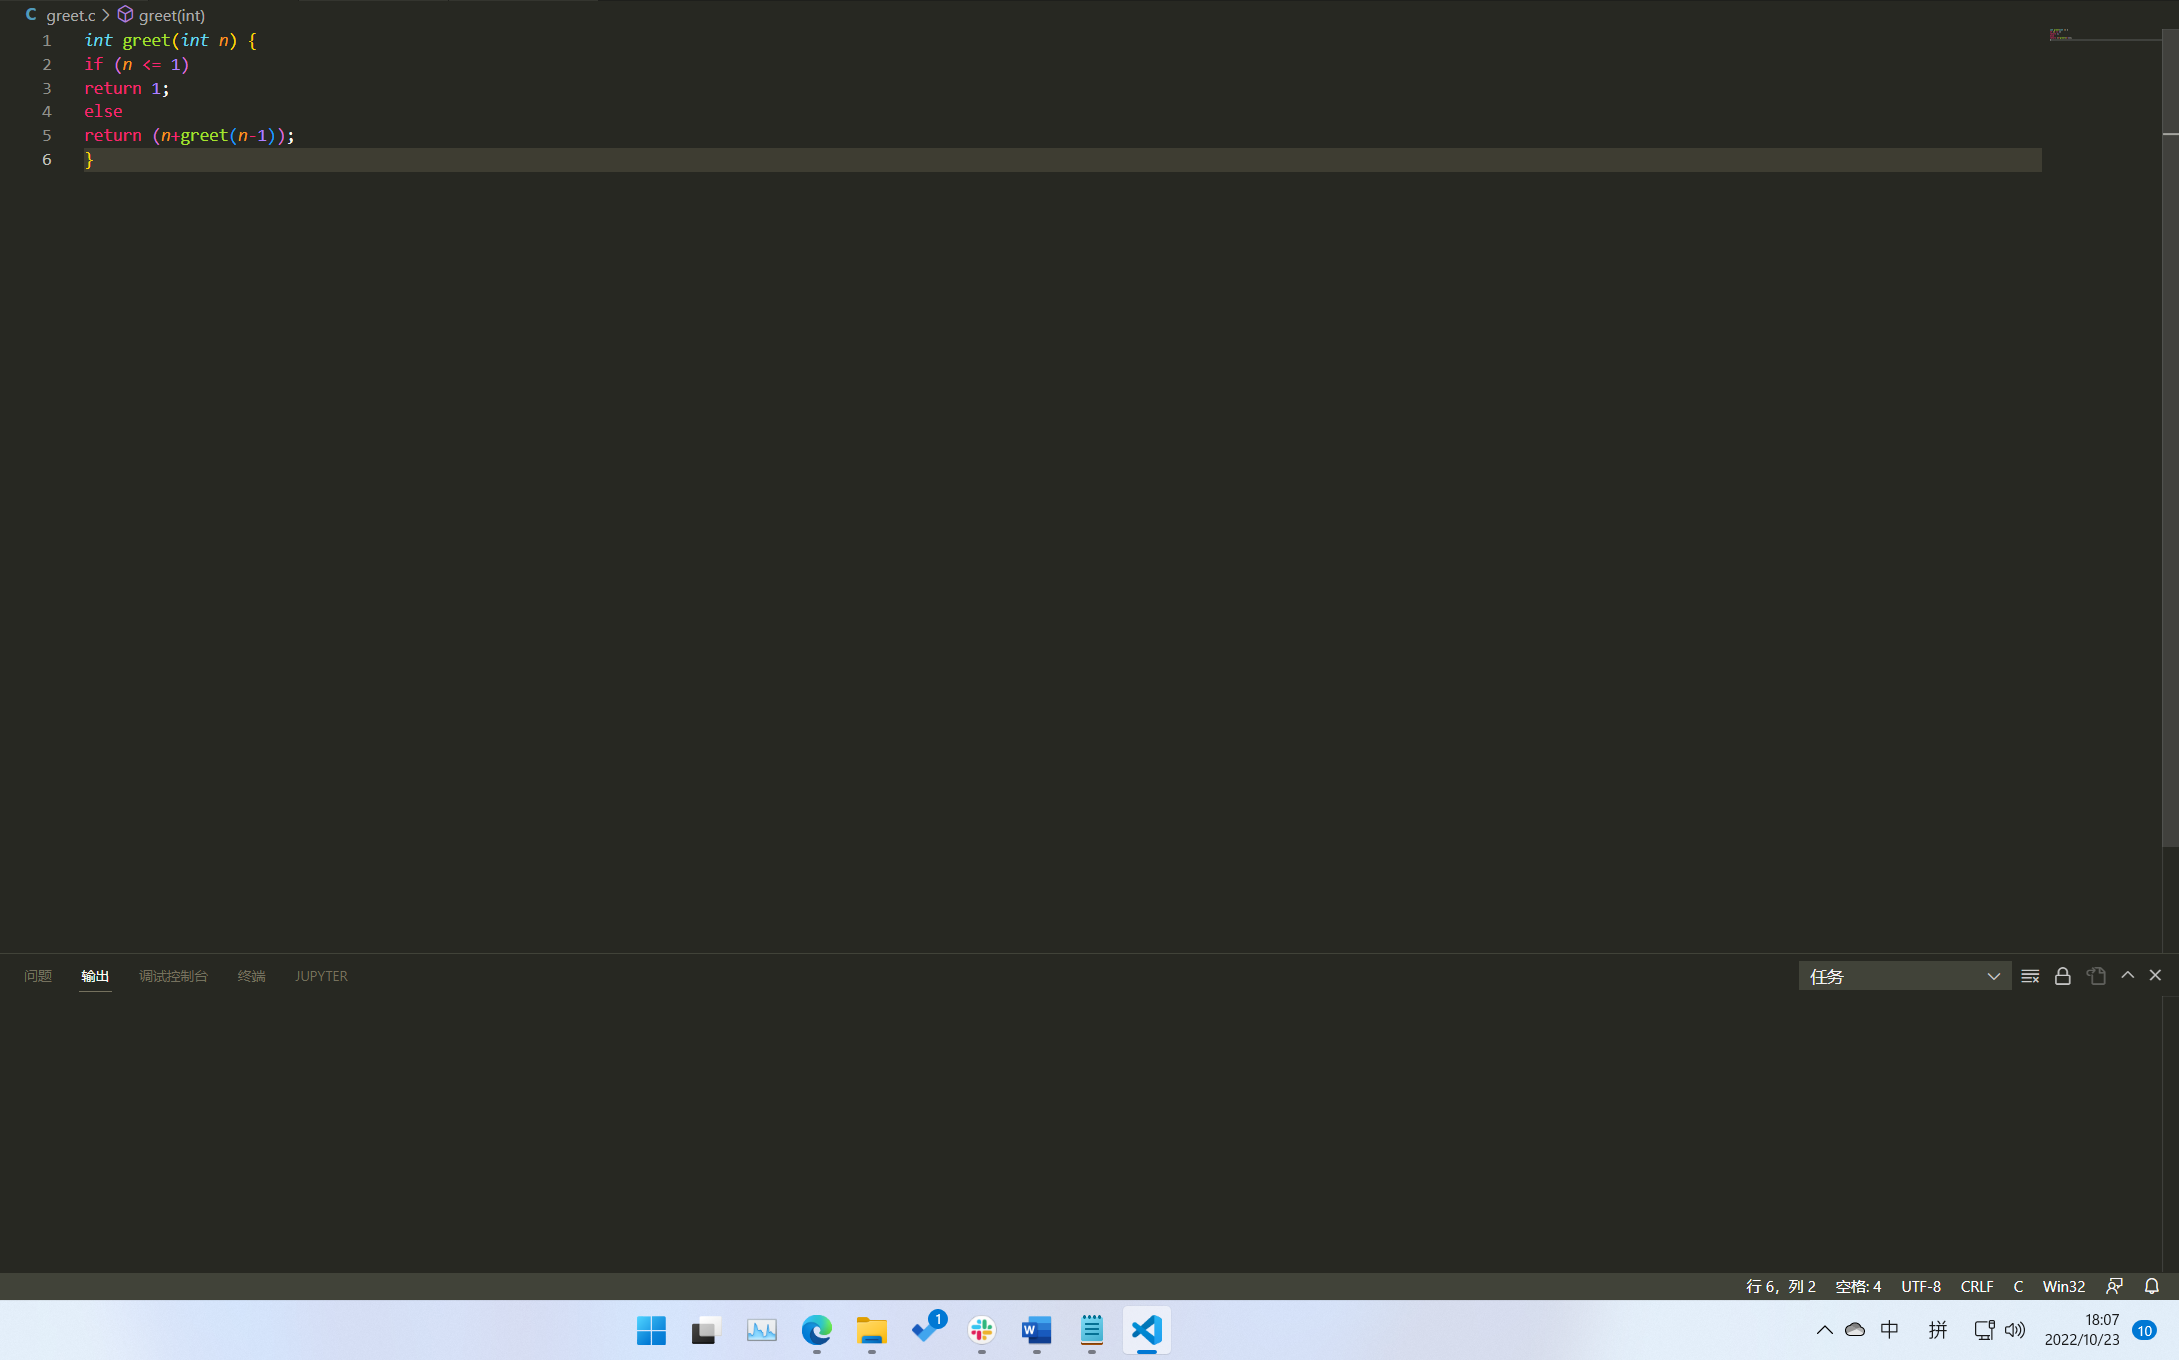 C greet.c > greet(int)
1 int greet(int n) {
2 if (n <= 1)
3 return 1;
4 else
5 return (n+greet(n-1));
6 }
问题 输出 调试控制台 终端 JUPYTER 任务
行 6，列 2 空格: 4 UTF-8 CRLF C Win32
1
W
中 拼 18:07
2022/10/23 10